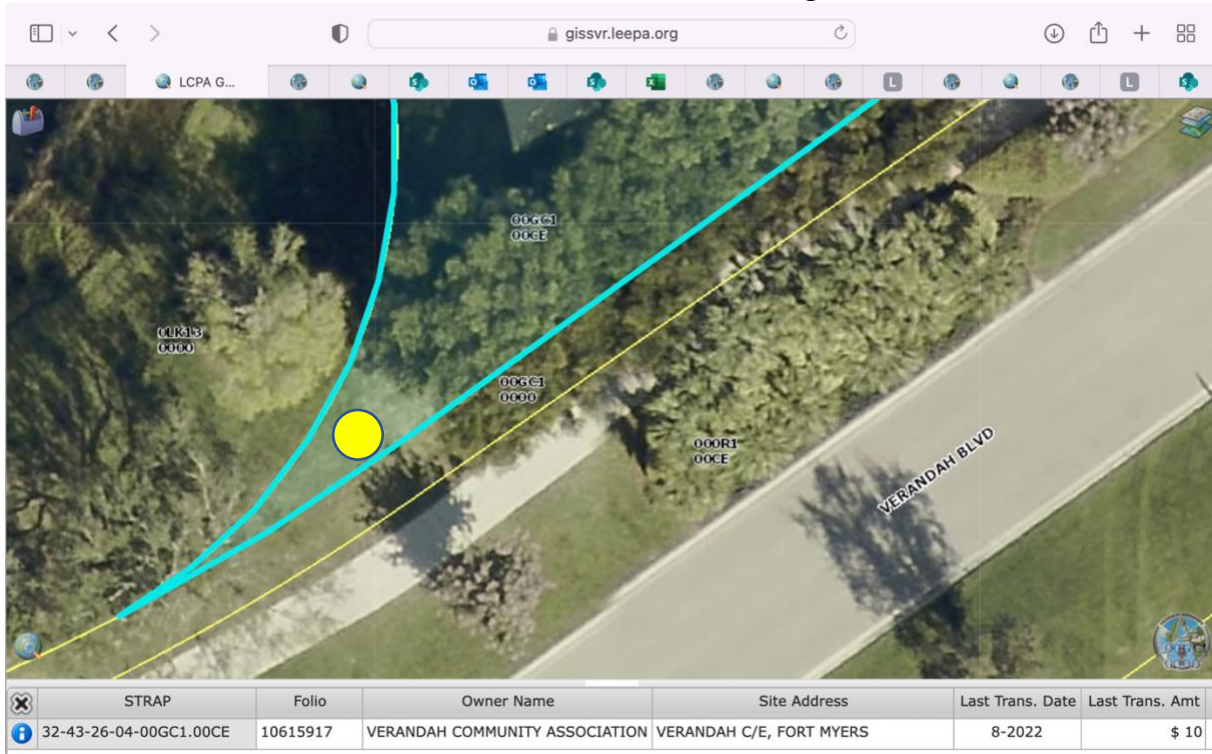 gissvr.leepa.org
LCPA G...
00GC1
00CE
0LK13
0000
00GC1
0000
000R1
00CE
VERANDAH BLVD
STRAP Folio Owner Name Site Address Last Trans. Date Last Trans. Amt
32-43-26-04-00GC1.00CE 10615917 VERANDAH COMMUNITY ASSOCIATION VERANDAH C/E, FORT MYERS 8-2022 $ 10